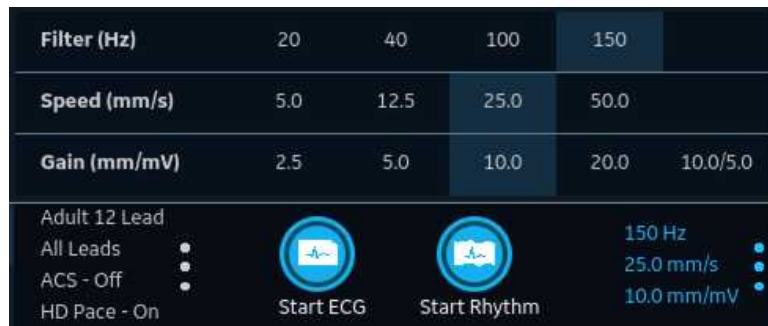 Filter (Hz) 20 40 100 150
Speed (mm/s) 5.0 12.5 25.0 50.0
Gain (mm/mV) 2.5 5.0 10.0 20.0 10.0/5.0
Adult 12 Lead
All Leads
ACS - Off
HD Pace - On
Start ECG
Start Rhythm
150 Hz
25.0 mm/s
10.0 mm/mV